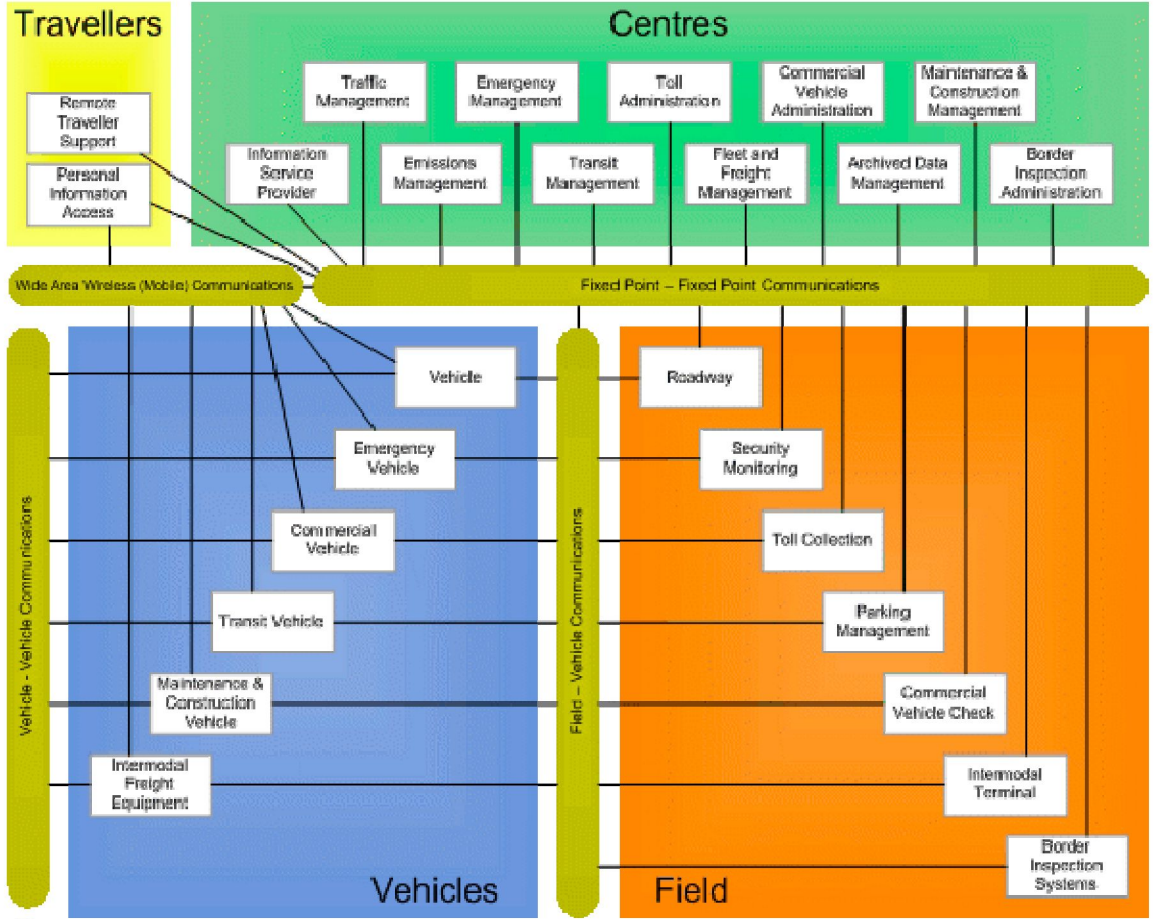 Travellers
Centres
Remote
Traveller
Support
Personal
Information
Access
Traffic
Management
Emergency
Management
Toll
Administration
Commercial
Vehicle
Administration
Maintenance &
Construction
Management
Information
Service
Provider
Emissions
Management
Transit
Management
Fleet and
Freight
Management
Archived Data
Management
Border
Inspection
Administration
Wide Area Wireless (Mobile) Communications
Fixed Point – Fixed Point Communications
Vehicle - Vehicle Communications
Vehicle
Emergency
Vehicle
Commercial
Vehicle
Transit Vehicle
Maintenance &
Construction
Vehicle
Intermodal
Freight
Equipment
Vehicles
Field – Vehicle Communications
Roadway
Security
Monitoring
Toll Collection
Parking
Management
Commercial
Vehicle Check
Intermodal
Terminal
Border
Inspection
Systems
Field